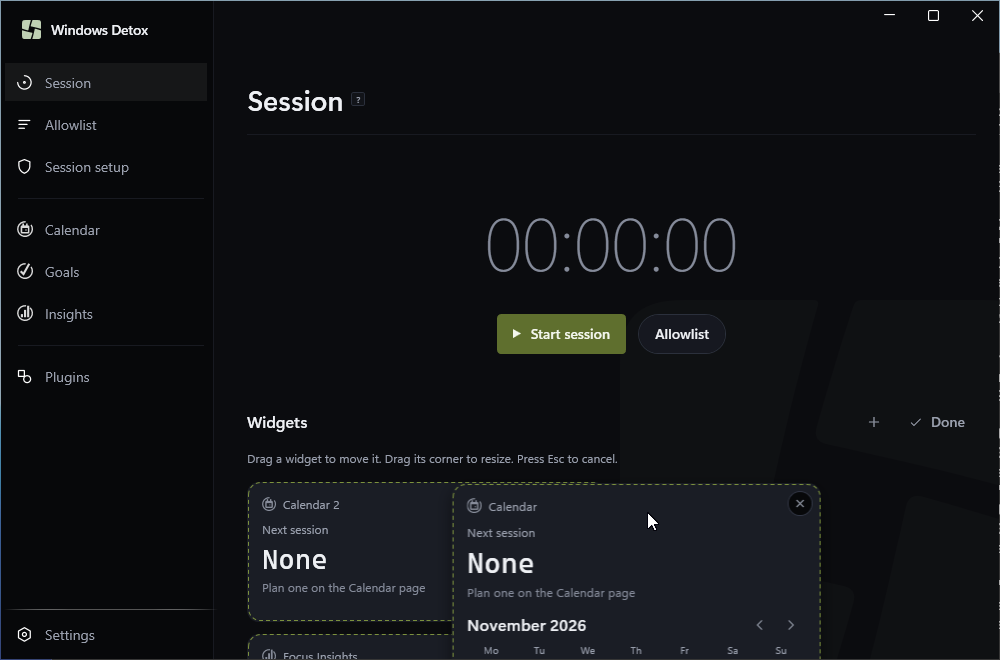 Windows Detox
Session
Allowlist
Session setup
Calendar
Goals
Insights
Plugins
Settings
Session ?
00:00:00
Start session
Allowlist
Widgets
Done
Drag a widget to move it. Drag its corner to resize. Press Esc to cancel.
Calendar 2
Next session
None
Plan one on the Calendar page
Focus Insights
Calendar
Next session
None
Plan one on the Calendar page
November 2026
Mo Tu We Th Fr Sa Su